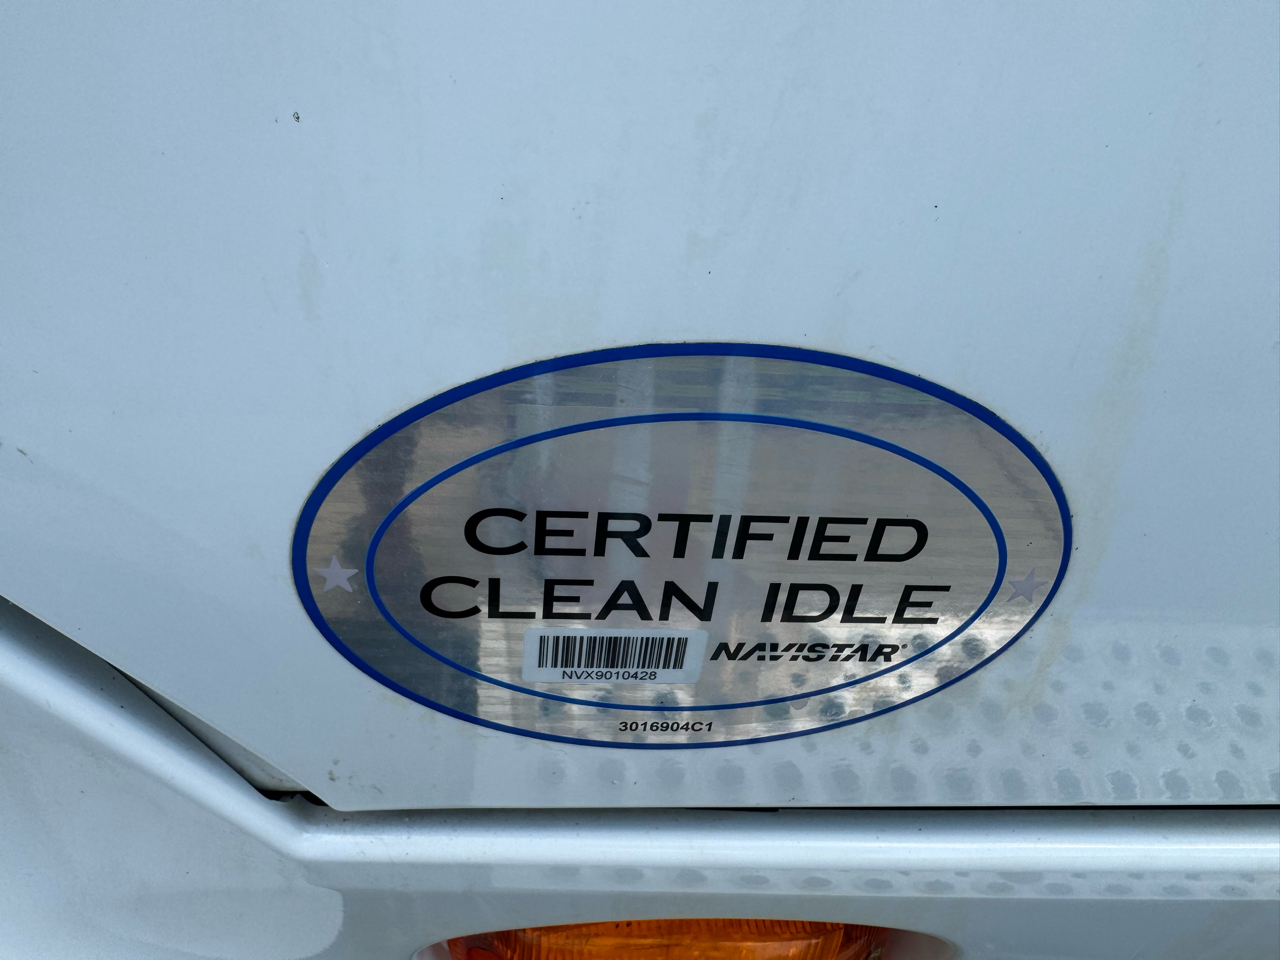 CERTIFIED
CLEAN IDLE
NAVISTAR®
NVX9010428
3016904C1